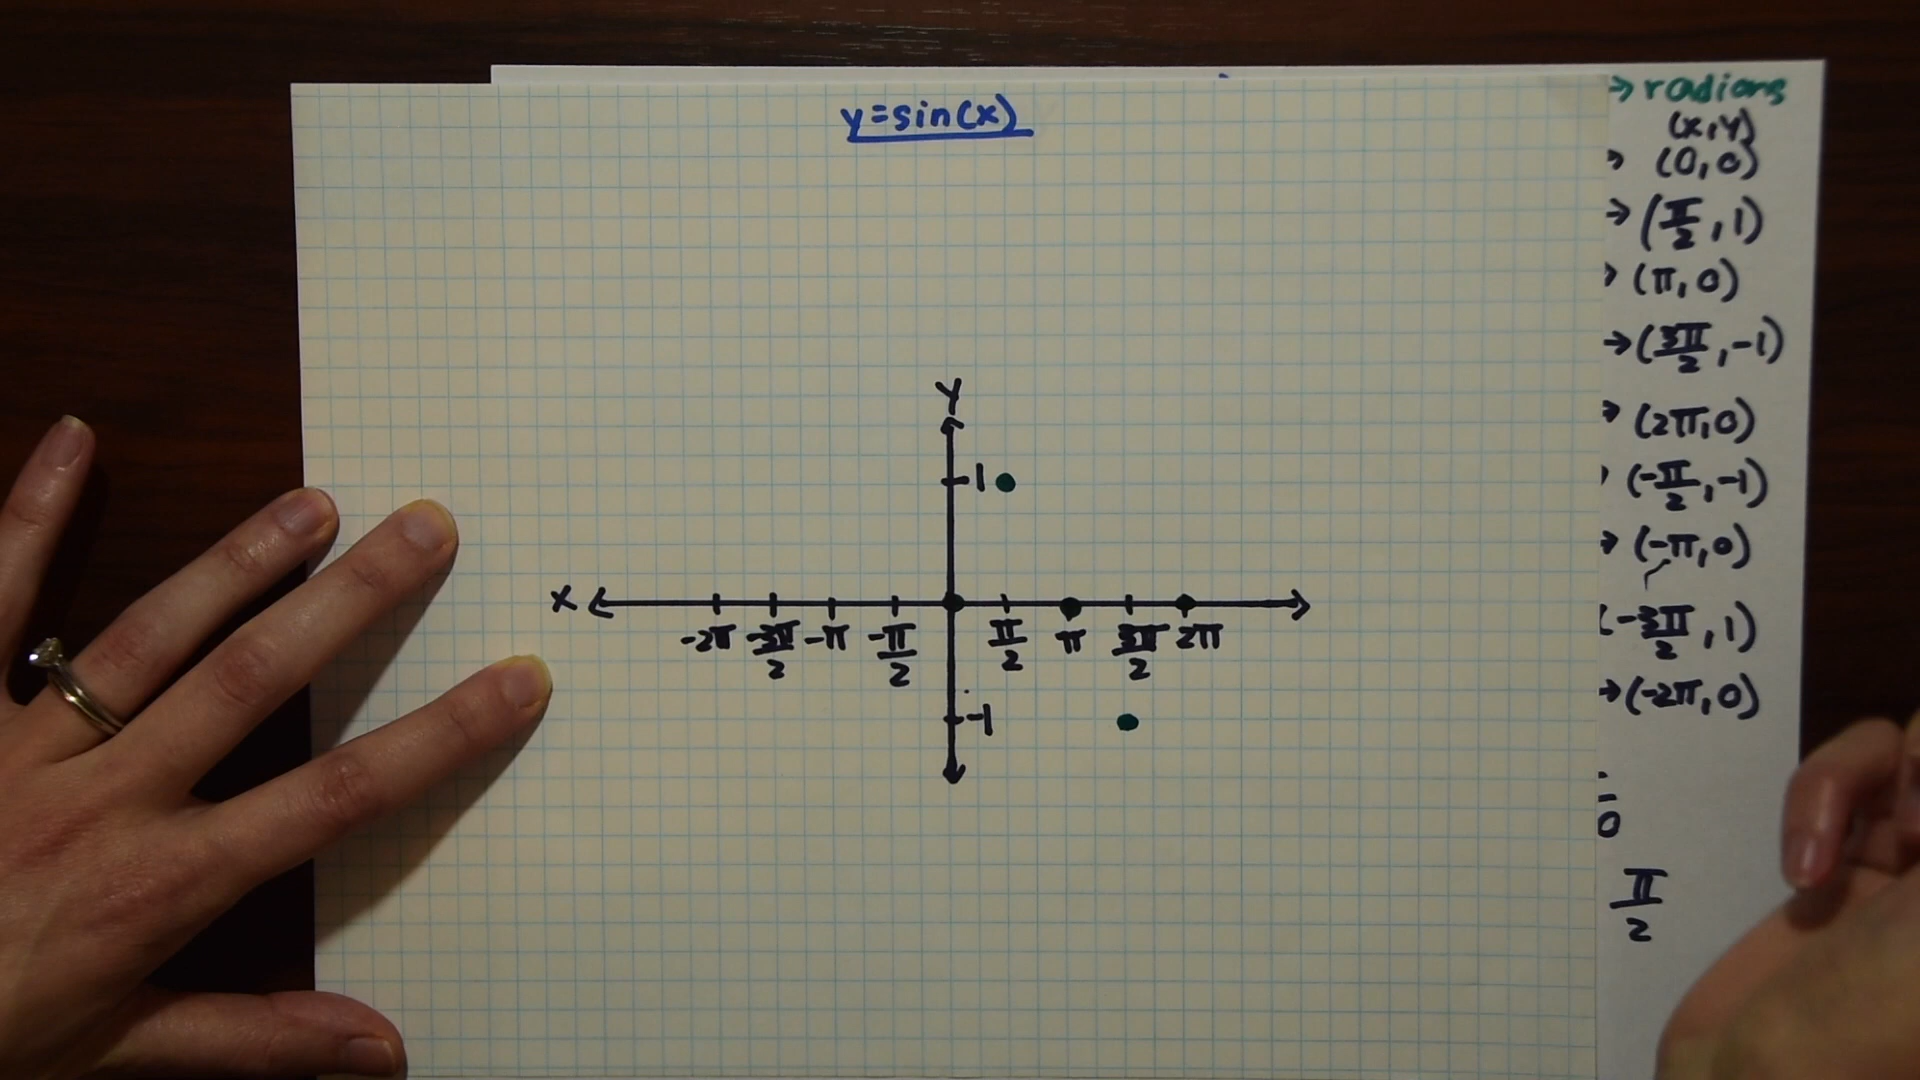 y=sin(x)
→ radians
(x,y)
→ (0,0)
→ (π/2, 1)
→ (π, 0)
→ (3π/2, -1)
→ (2π, 0)
(-π/2, -1)
→ (-π, 0)
(-3π/2, 1)
→ (-2π, 0)
y
1
x
-2π -3π/2 -π -π/2 π/2 π 3π/2 2π
-1
0
π/2